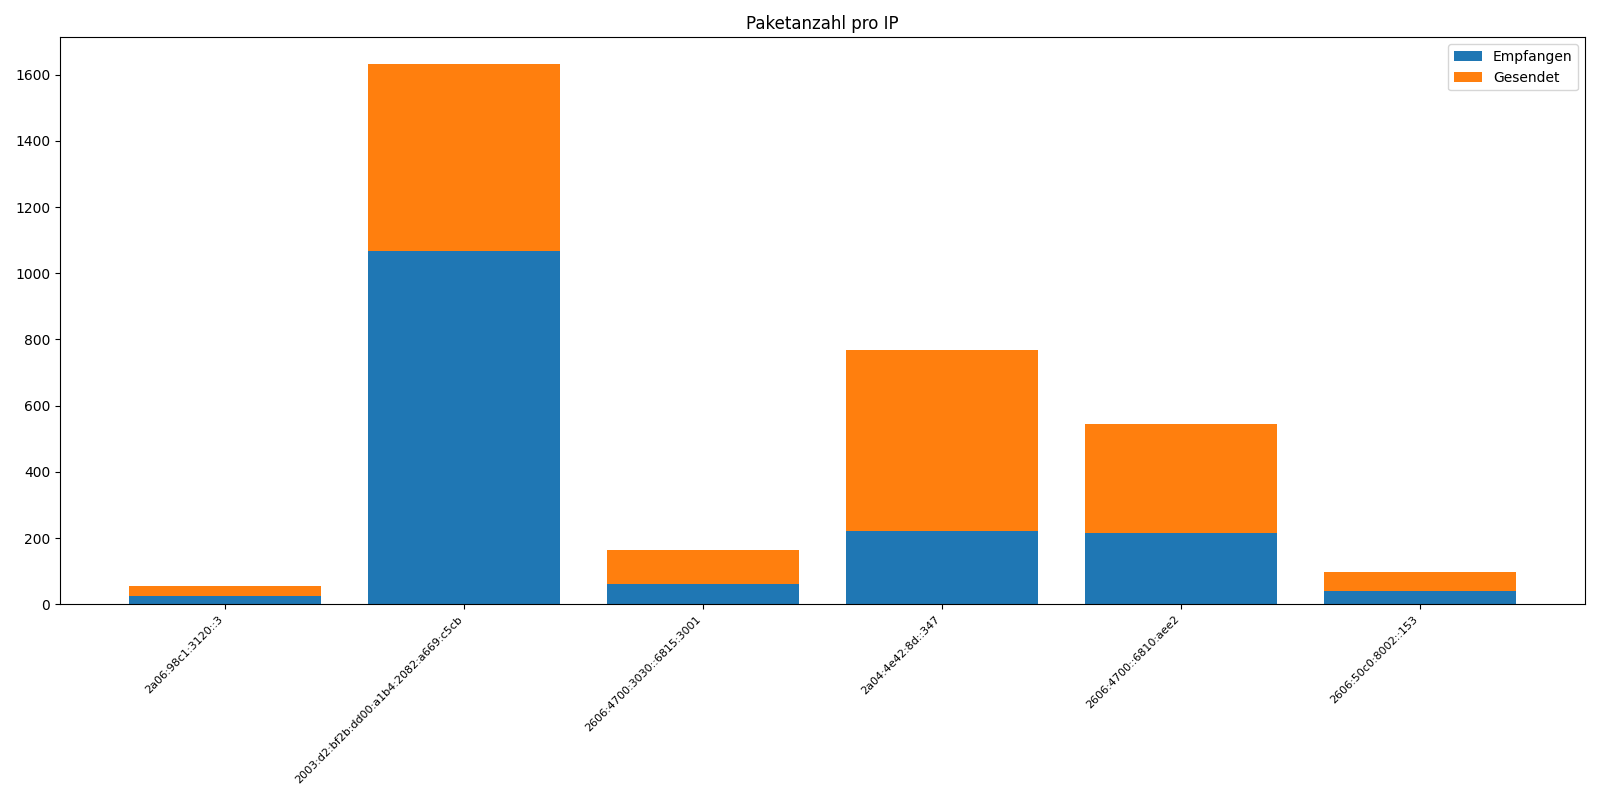 Paketanzahl pro IP
Empfangen
Gesendet
1600
1400
1200
1000
800
600
400
200
0
2a06:98c1:3120::3
2003:d2:bf2b:dd00:a1b4:2082:a669:c5cb
2606:4700:3030::6815:3001
2a04:4e42:8d::347
2606:4700::6810:aee2
2606:50c0:8002::153